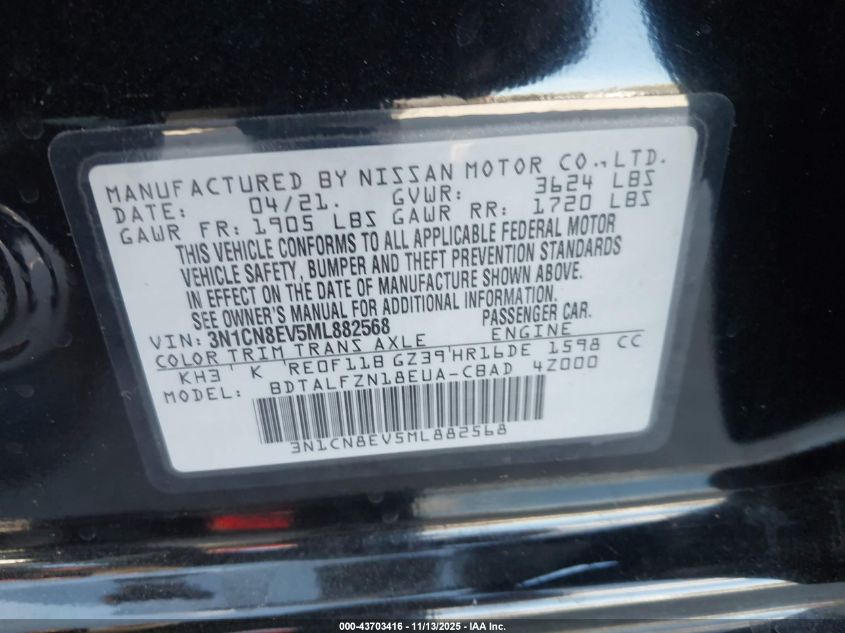 MANUFACTURED BY NISSAN MOTOR CO.,LTD.
DATE: 04/21. GVWR: 3624 LBS
GAWR FR: 1905 LBS GAWR RR: 1720 LBS
THIS VEHICLE CONFORMS TO ALL APPLICABLE FEDERAL MOTOR
VEHICLE SAFETY, BUMPER AND THEFT PREVENTION STANDARDS
IN EFFECT ON THE DATE OF MANUFACTURE SHOWN ABOVE.
SEE OWNER'S MANUAL FOR ADDITIONAL INFORMATION.
VIN: 3N1CN8EV5ML882568 PASSENGER CAR.
COLOR TRIM TRANS AXLE ENGINE
KH3 K RE0F11B GZ39 HR16DE 1598 CC
MODEL: BDTALFZN18EUA-CBAD 4Z000
3N1CN8EV5ML882568
000-43703416 - 11/13/2025 - IAA Inc.